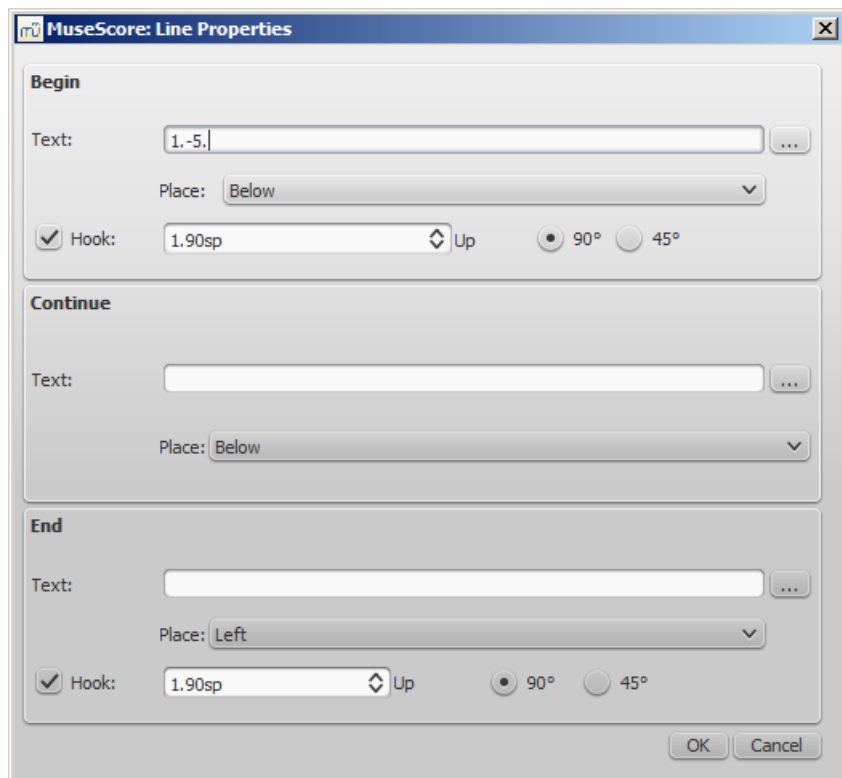 mü MuseScore: Line Properties
Begin
Text: 1.-5. ...
Place: Below
Hook: 1.90sp Up 90° 45°
Continue
Text: ...
Place: Below
End
Text: ...
Place: Left
Hook: 1.90sp Up 90° 45°
OK Cancel